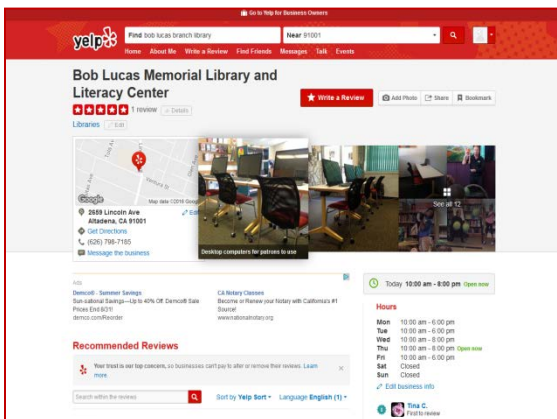 Go to Yelp for Business Owners
yelp
Find bob lucas branch library
Near 91001
Home About Me Write a Review Find Friends Messages Talk Events
Bob Lucas Memorial Library and
Literacy Center
1 review Details
Libraries Edit
Write a Review
Add Photo Share Bookmark
Ventura St
Google
Map data ©2016 Google
2659 Lincoln Ave
Altadena, CA 91001
Edit
Get Directions
(626) 798-7185
Message the business
Desktop computers for patrons to use
See all 12
Ads
Demco® - Summer Savings
Sun-sational Savings—Up to 40% Off. Demco® Sale
Prices End 8/31!
demco.com/Reorder
CA Notary Classes
Become or Renew your Notary with California's #1
Source!
www.nationalnotary.org
Today 10:00 am - 8:00 pm Open now
Hours
Mon 10:00 am - 6:00 pm
Tue 10:00 am - 8:00 pm
Wed 10:00 am - 8:00 pm
Thu 10:00 am - 8:00 pm Open now
Fri 10:00 am - 6:00 pm
Sat Closed
Sun Closed
Edit business info
Recommended Reviews
Your trust is our top concern, so businesses can't pay to alter or remove their reviews. Learn
more.
Search within the reviews
Sort by Yelp Sort
Language English (1)
Tina C.
First to review